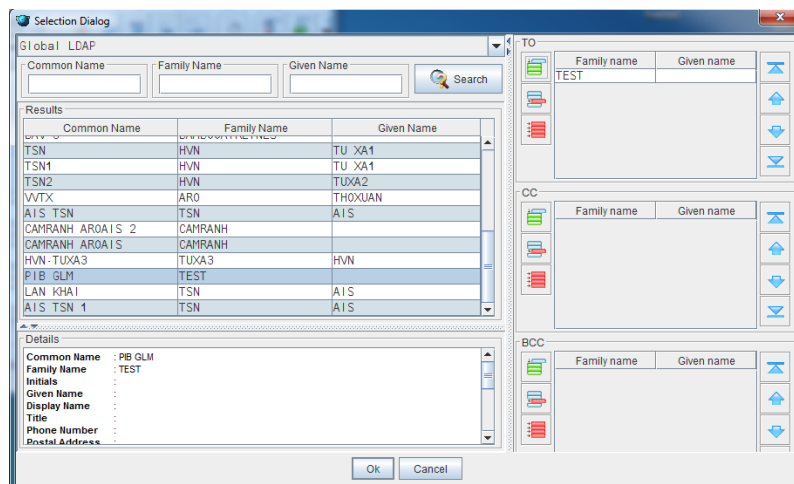 Selection Dialog
Global LDAP
Common Name Family Name Given Name
Search
Results
Common Name Family Name Given Name
TSN HVN TU XA1
TSN1 HVN TU XA1
TSN2 HVN TUXA2
VVTX ARO THOXUAN
AIS TSN TSN AIS
CAMRANH AROAIS 2 CAMRANH
CAMRANH AROAIS CAMRANH
HVN-TUXA3 TUXA3 HVN
PIB GLM TEST
LAN KHAI TSN AIS
AIS TSN 1 TSN AIS
Details
Common Name : PIB GLM
Family Name : TEST
Initials :
Given Name :
Display Name :
Title :
Phone Number :
Postal Address :
TO
Family name Given name
TEST
CC
Family name Given name
BCC
Family name Given name
Ok Cancel